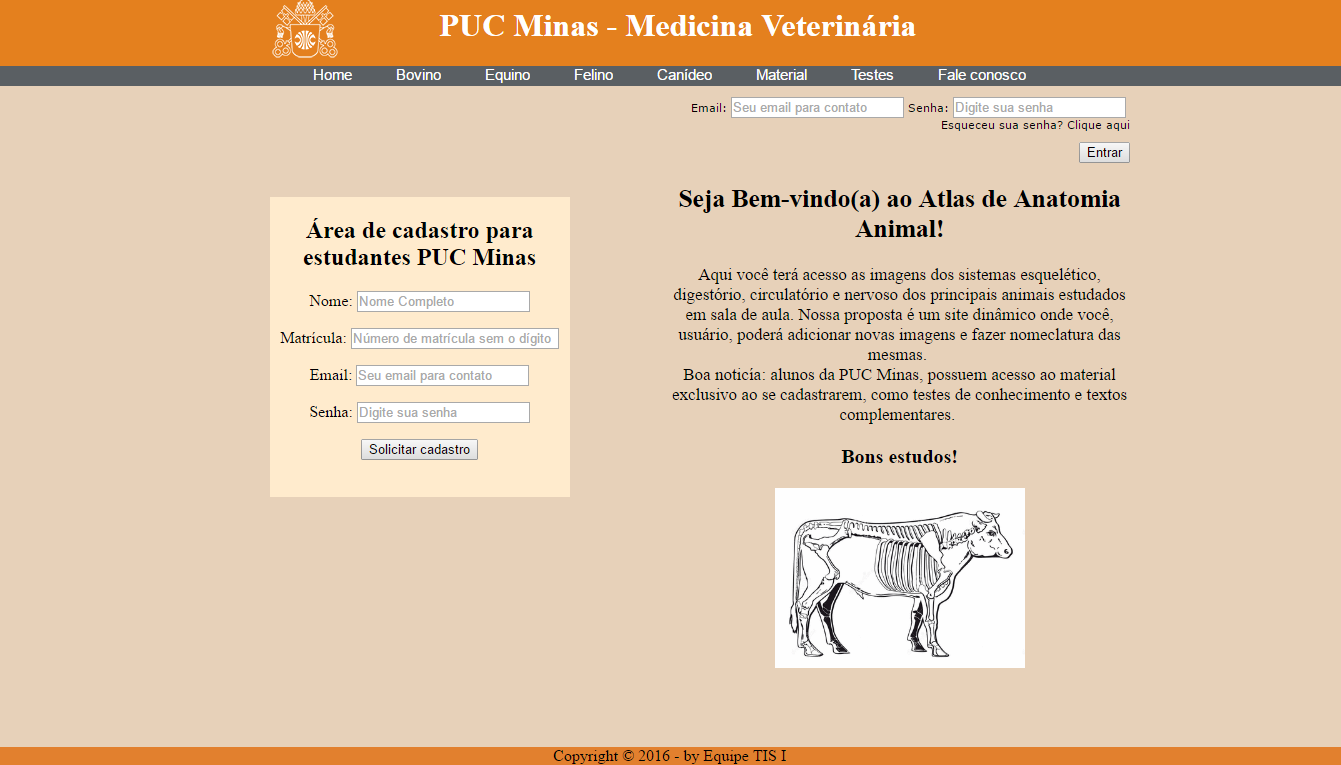 PUC Minas - Medicina Veterinária
Home Bovino Equino Felino Canídeo Material Testes Fale conosco
Email: Seu email para contato Senha: Digite sua senha
Esqueceu sua senha? Clique aqui
Entrar
Área de cadastro para
estudantes PUC Minas
Nome: Nome Completo
Matrícula: Número de matrícula sem o dígito
Email: Seu email para contato
Senha: Digite sua senha
Solicitar cadastro
Seja Bem-vindo(a) ao Atlas de Anatomia
Animal!
Aqui você terá acesso as imagens dos sistemas esquelético,
digestório, circulatório e nervoso dos principais animais estudados
em sala de aula. Nossa proposta é um site dinâmico onde você,
usuário, poderá adicionar novas imagens e fazer nomeclatura das
mesmas.
Boa notícia: alunos da PUC Minas, possuem acesso ao material
exclusivo ao se cadastrarem, como testes de conhecimento e textos
complementares.
Bons estudos!
Copyright © 2016 - by Equipe TIS I